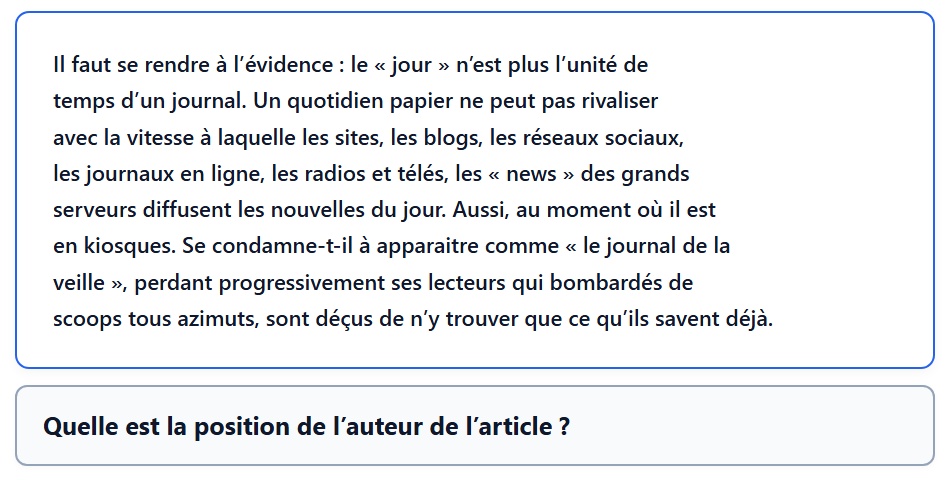 Il faut se rendre à l’évidence : le « jour » n’est plus l’unité de
temps d’un journal. Un quotidien papier ne peut pas rivaliser
avec la vitesse à laquelle les sites, les blogs, les réseaux sociaux,
les journaux en ligne, les radios et télés, les « news » des grands
serveurs diffusent les nouvelles du jour. Aussi, au moment où il est
en kiosques. Se condamne-t-il à apparaitre comme « le journal de la
veille », perdant progressivement ses lecteurs qui bombardés de
scoops tous azimuts, sont déçus de n’y trouver que ce qu’ils savent déjà.
Quelle est la position de l’auteur de l’article ?